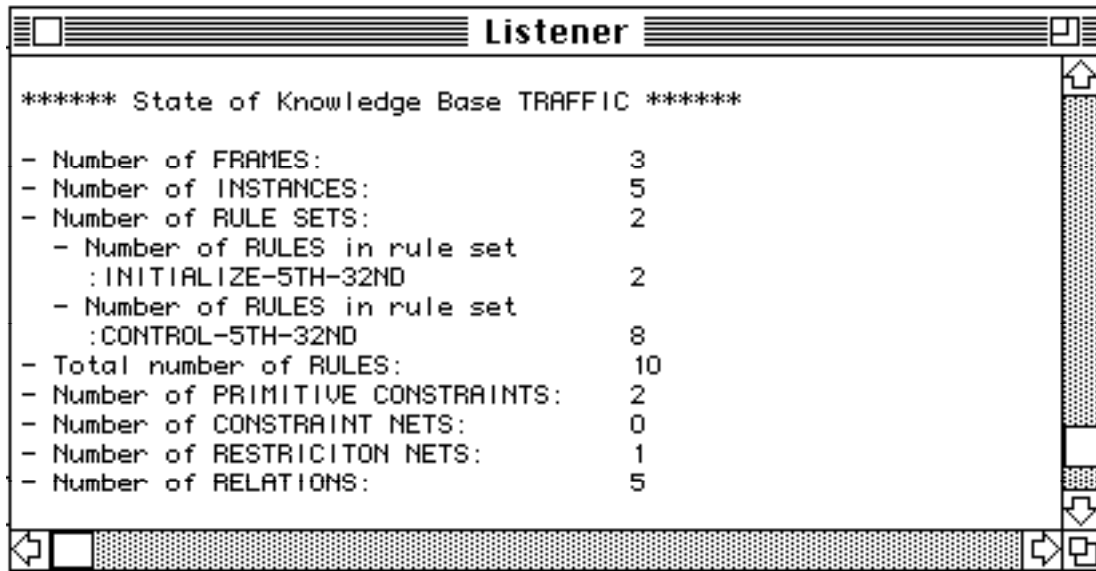 Listener
****** State of Knowledge Base TRAFFIC ******
- Number of FRAMES: 3
- Number of INSTANCES: 5
- Number of RULE SETS: 2
- Number of RULES in rule set
:INITIALIZE-5TH-32ND 2
- Number of RULES in rule set
:CONTROL-5TH-32ND 8
- Total number of RULES: 10
- Number of PRIMITIVE CONSTRAINTS: 2
- Number of CONSTRAINT NETS: 0
- Number of RESTRICITON NETS: 1
- Number of RELATIONS: 5